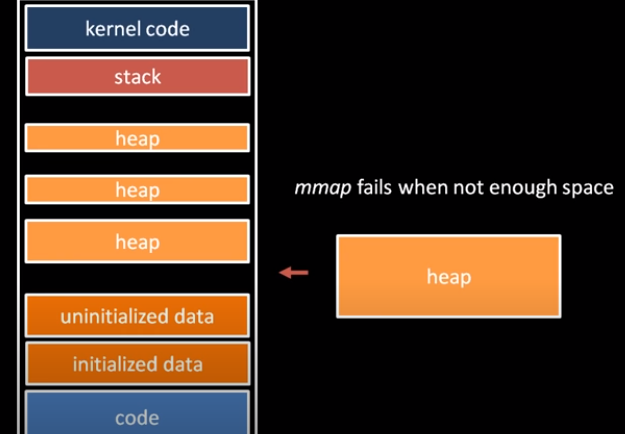 kernel code
stack
heap
heap
heap
uninitialized data
initialized data
code
mmap fails when not enough space
heap